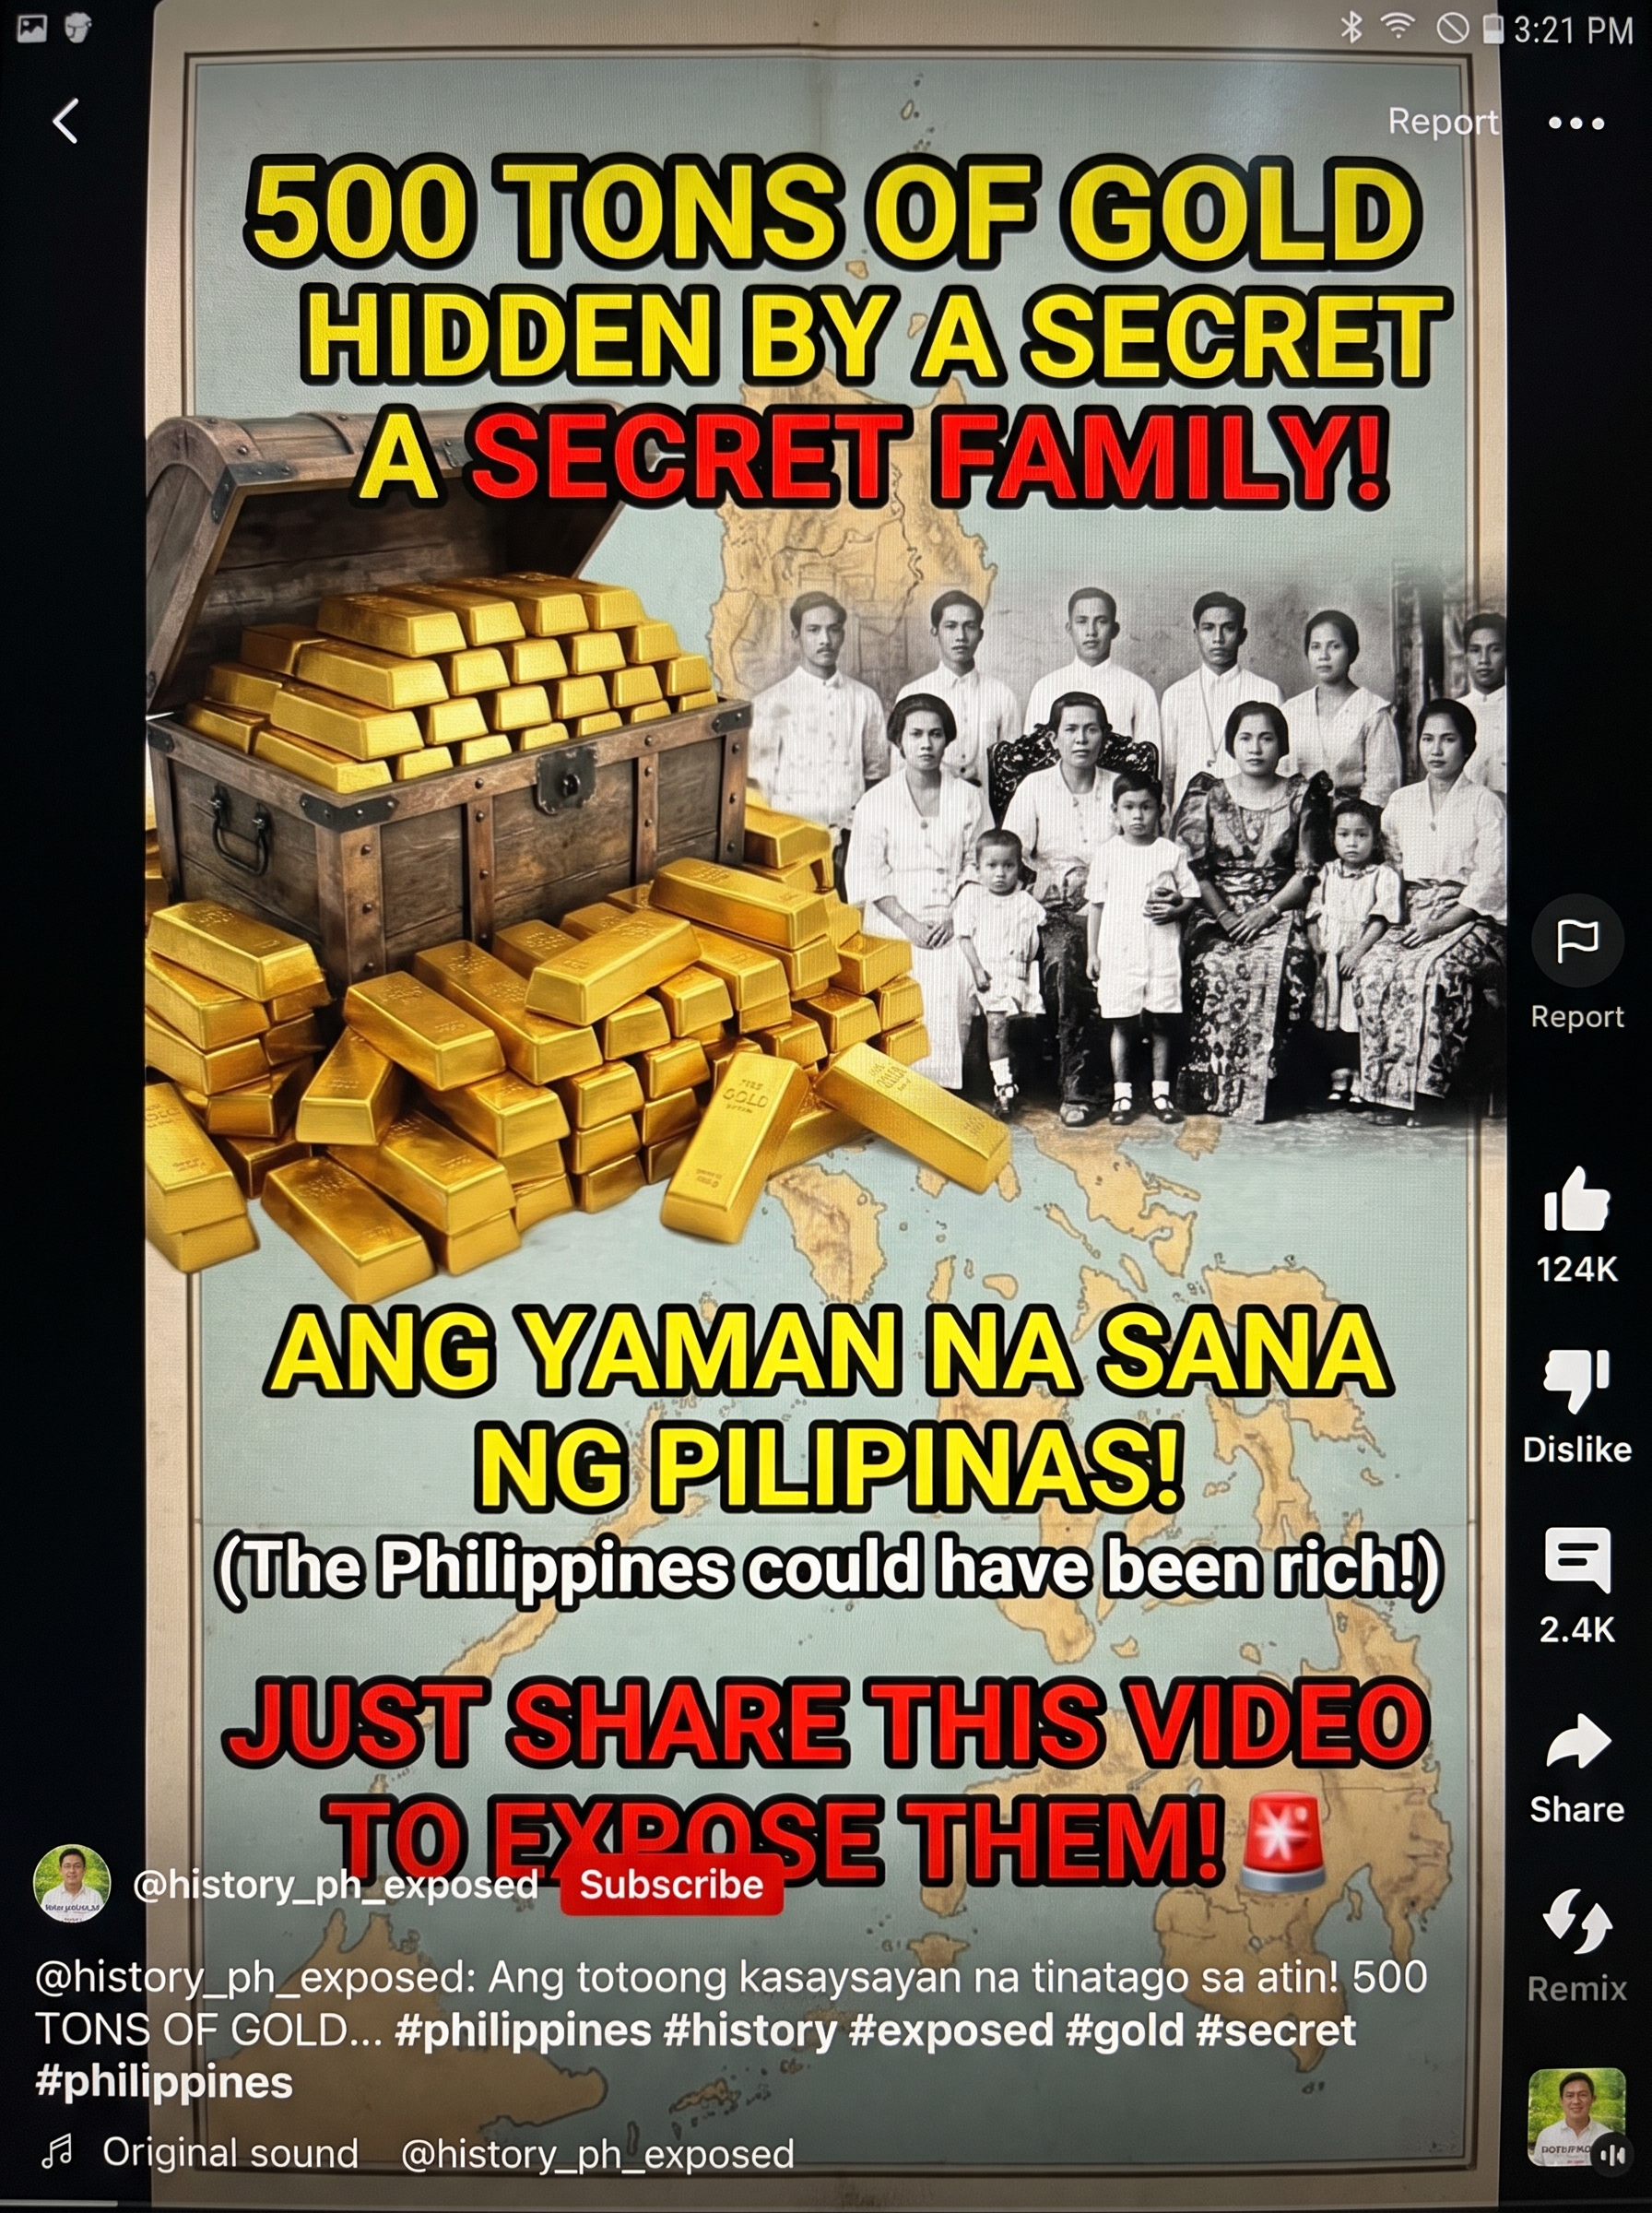 3:21 PM
Report
500 TONS OF GOLD
HIDDEN BY A SECRET
A SECRET FAMILY!
GOLD
Report
124K
ANG YAMAN NA SANA
NG PILIPINAS!
(The Philippines could have been rich!)
Dislike
2.4K
JUST SHARE THIS VIDEO
TO EXPOSE THEM!
Share
@history_ph_exposed
Subscribe
@history_ph_exposed: Ang totoong kasaysayan na tinatago sa atin! 500
TONS OF GOLD... #philippines #history #exposed #gold #secret
#philippines
Remix
Original sound @history_ph_exposed